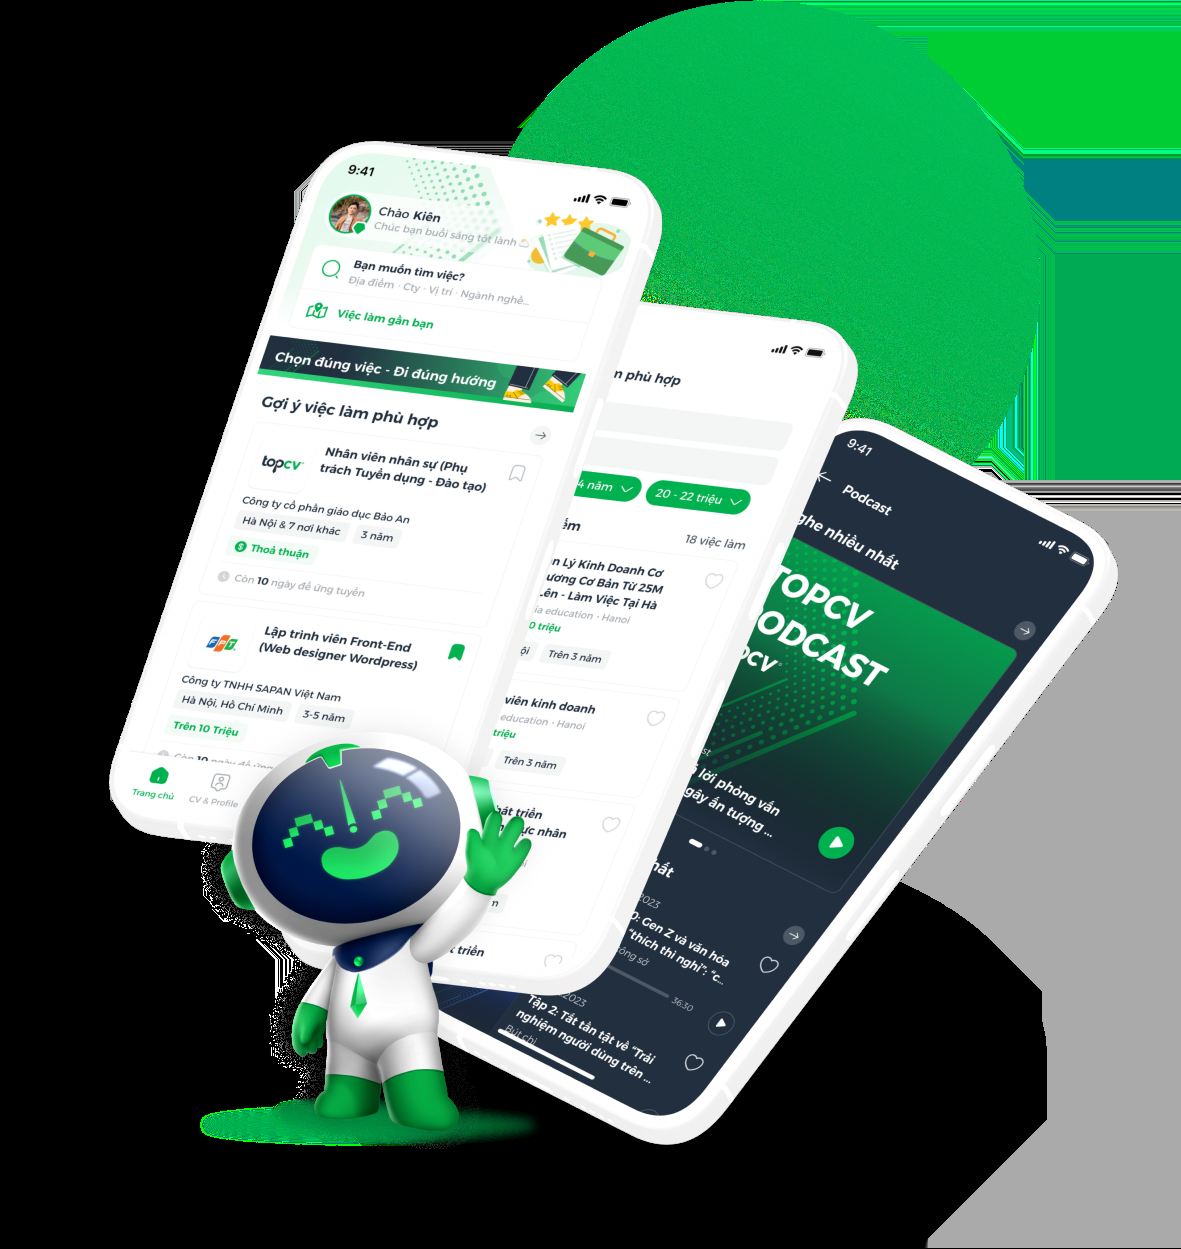 9:41
Chào Kiên
Chúc bạn buổi sáng tốt lành
Bạn muốn tìm việc?
Địa điểm · Cty · Vị trí · Ngành nghề...
Việc làm gần bạn
Chọn đúng việc - Đi đúng hướng
Gợi ý việc làm phù hợp
topcv
Nhân viên nhân sự (Phụ
trách Tuyển dụng - Đào tạo)
Công ty cổ phần giáo dục Bảo An
Hà Nội & 7 nơi khác
3 năm
Thoả thuận
Còn 10 ngày để ứng tuyển
FPT
Lập trình viên Front-End
(Web designer Wordpress)
Công ty TNHH SAPAN Việt Nam
Hà Nội, Hồ Chí Minh
3-5 năm
Trên 10 Triệu
Còn 10 ngày để ứng
Trang chủ
CV & Profile
n phù hợp
4 năm
20 - 22 triệu
18 việc làm
n Lý Kinh Doanh Cơ
ương Cơ Bản Từ 25M
Lên - Làm Việc Tại Hà
ia education · Hanoi
0 triệu
ội
Trên 3 năm
viên kinh doanh
education · Hanoi
triệu
Trên 3 năm
hát triển
ực nhân
t triển
9:41
Podcast
nghe nhiều nhất
TOPCV
PODCAST
lời phỏng vấn
gây ấn tượng ...
hất
2023
0: Gen Z và văn hóa
“thích thì nghỉ”: “c...
ông sở
36:30
2023
Tập 2: Tất tần tật về “Trải
nghiệm người dùng trên ...
Bút chì